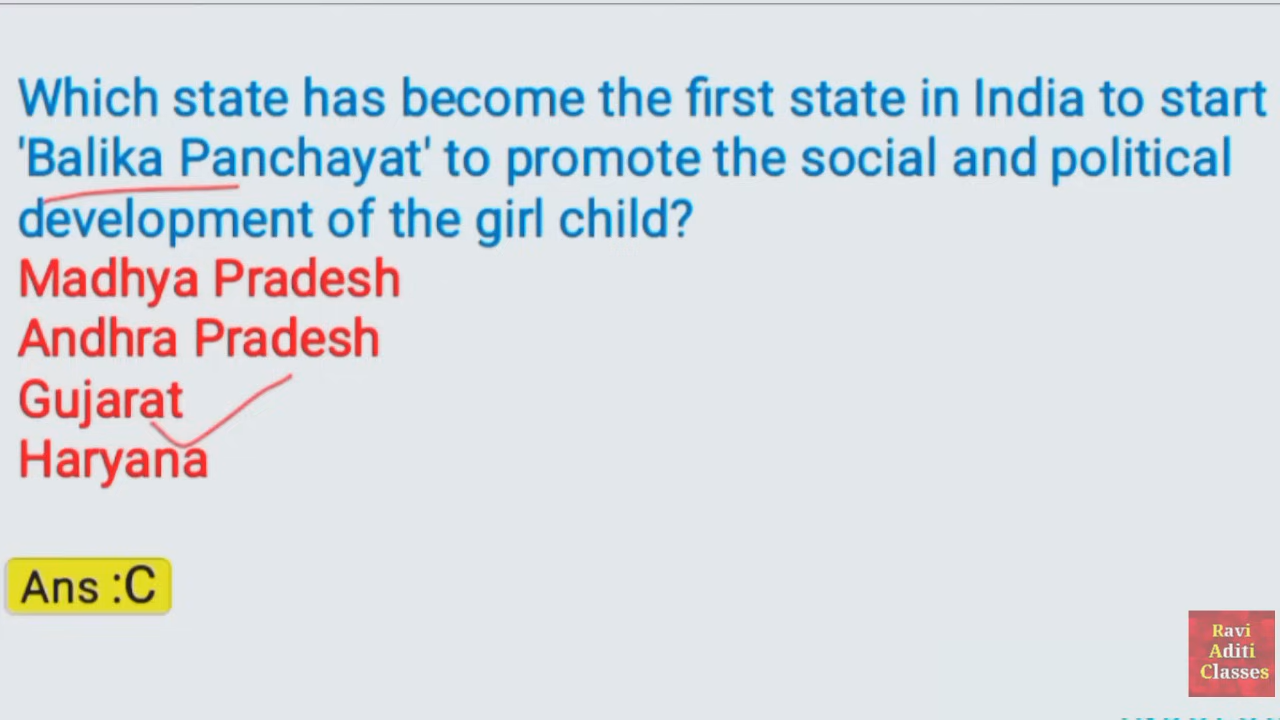 Which state has become the first state in India to start
'Balika Panchayat' to promote the social and political
development of the girl child?
Madhya Pradesh
Andhra Pradesh
Gujarat
Haryana
Ans :C
Ravi
Aditi
Classes